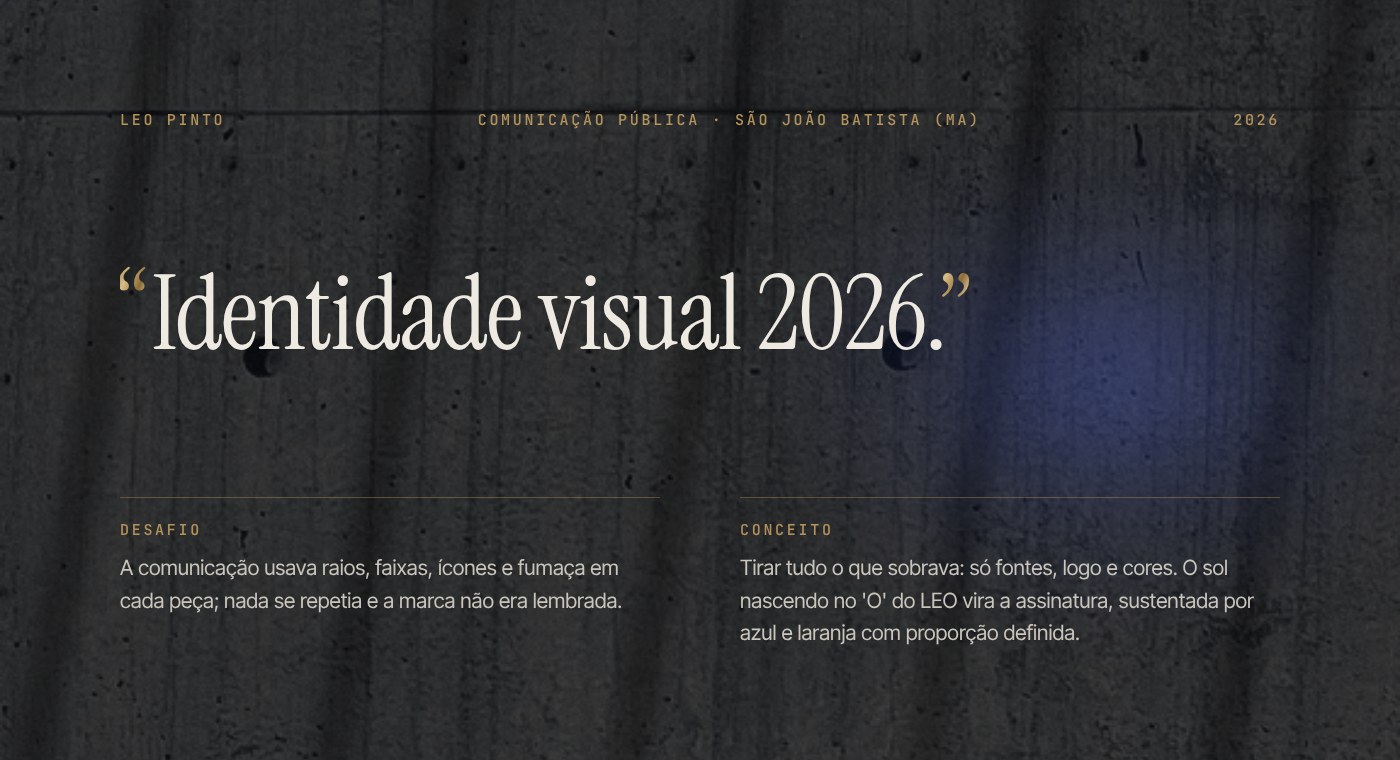 LEO PINTO
COMUNICAÇÃO PÚBLICA · SÃO JOÃO BATISTA (MA)
2026
“Identidade visual 2026.”
DESAFIO
A comunicação usava raios, faixas, ícones e fumaça em
cada peça; nada se repetia e a marca não era lembrada.
CONCEITO
Tirar tudo o que sobrava: só fontes, logo e cores. O sol
nascendo no 'O' do LEO vira a assinatura, sustentada por
azul e laranja com proporção definida.